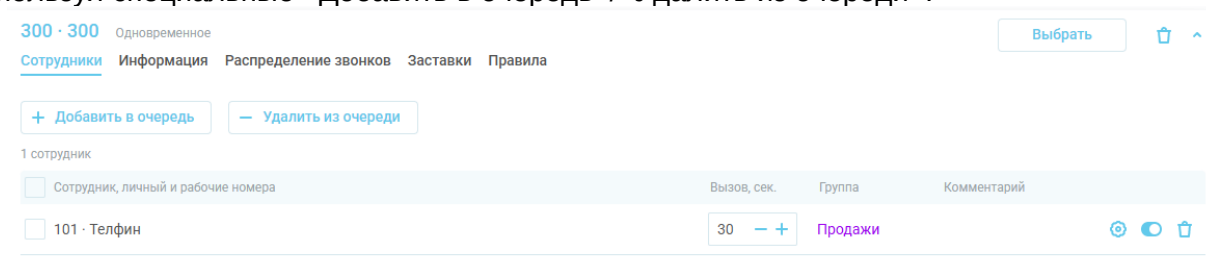 300 · 300 Одновременное Выбрать
Сотрудники Информация Распределение звонков Заставки Правила
+ Добавить в очередь − Удалить из очереди
1 сотрудник
Сотрудник, личный и рабочие номера Вызов, сек. Группа Комментарий
101 · Телфин 30 − + Продажи